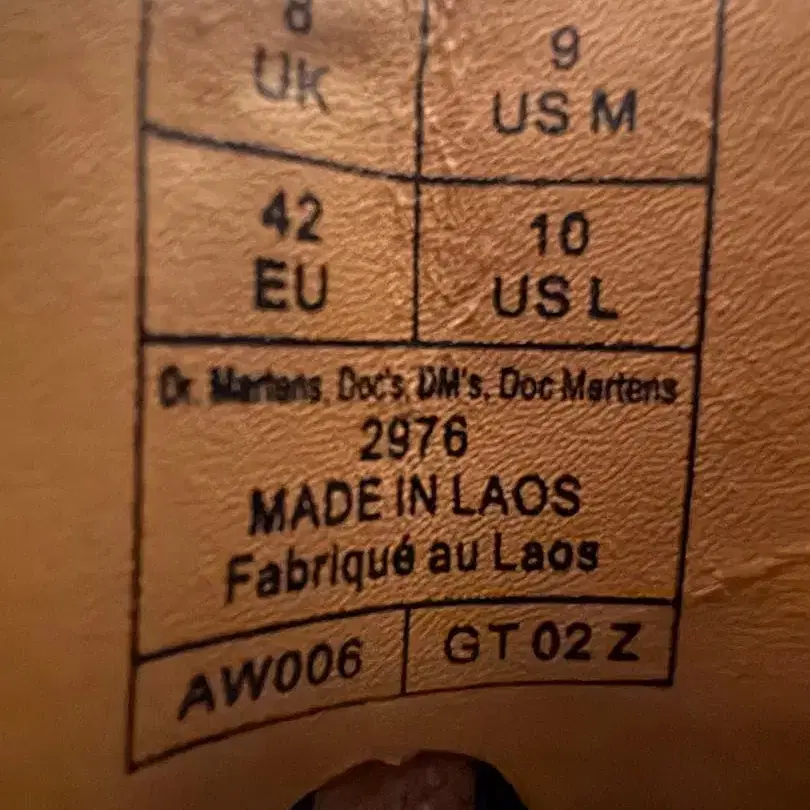 8
UK
9
US M
42
EU
10
US L
Dr. Martens, Doc's, DM's, Doc Martens
2976
MADE IN LAOS
Fabriqué au Laos
AW006
GT 02 Z